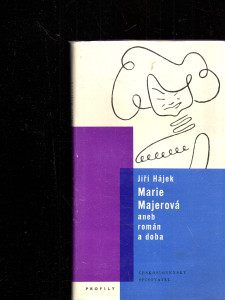 Jiří Hájek
Marie
Majerová
aneb
román
a doba
ČESKOSLOVENSKÝ
SPISOVATEL
PROFILY